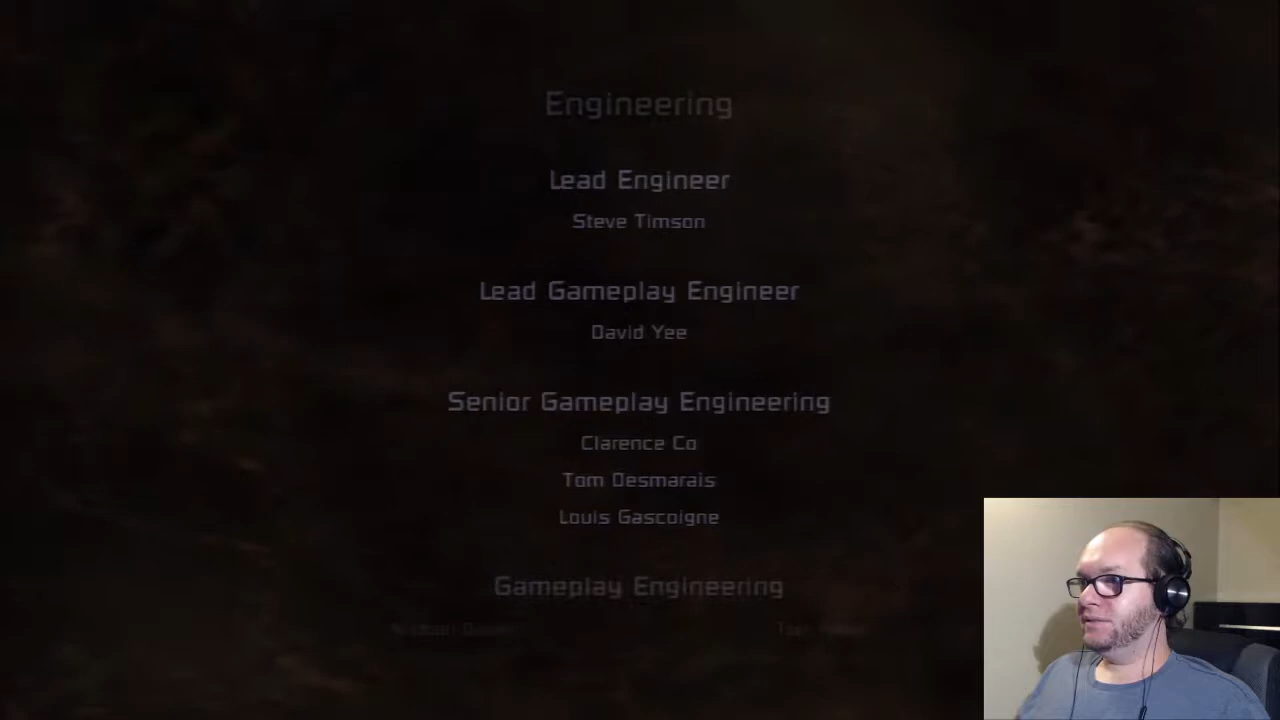 Engineering
Lead Engineer
Steve Timson
Lead Gameplay Engineer
David Yee
Senior Gameplay Engineering
Clarence Co
Tom Desmarais
Louis Gascoigne
Gameplay Engineering